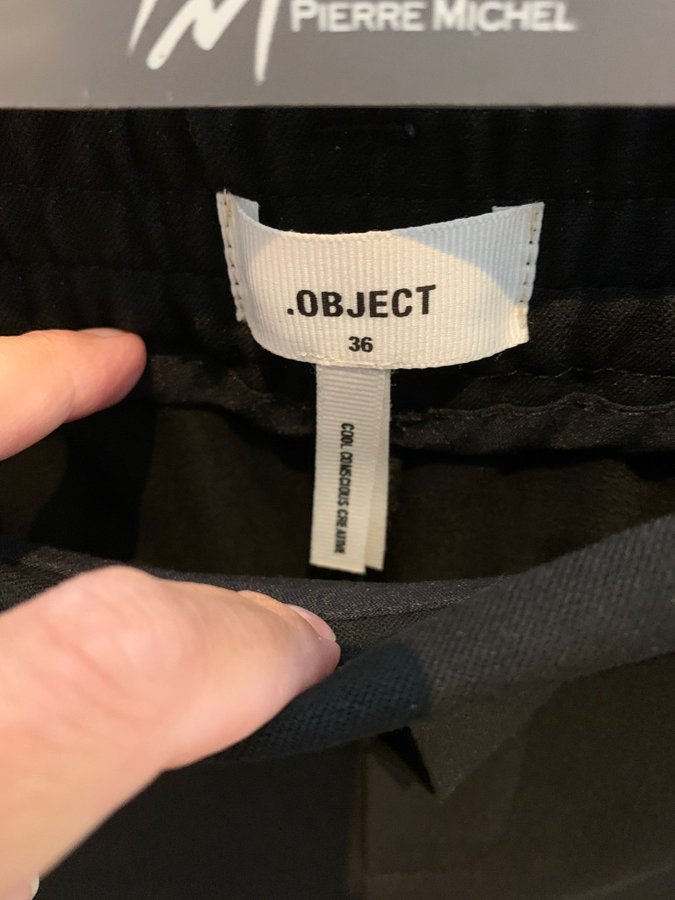 PIERRE MICHEL
.OBJECT
36
COOL CONSCIOUS CREATIVE